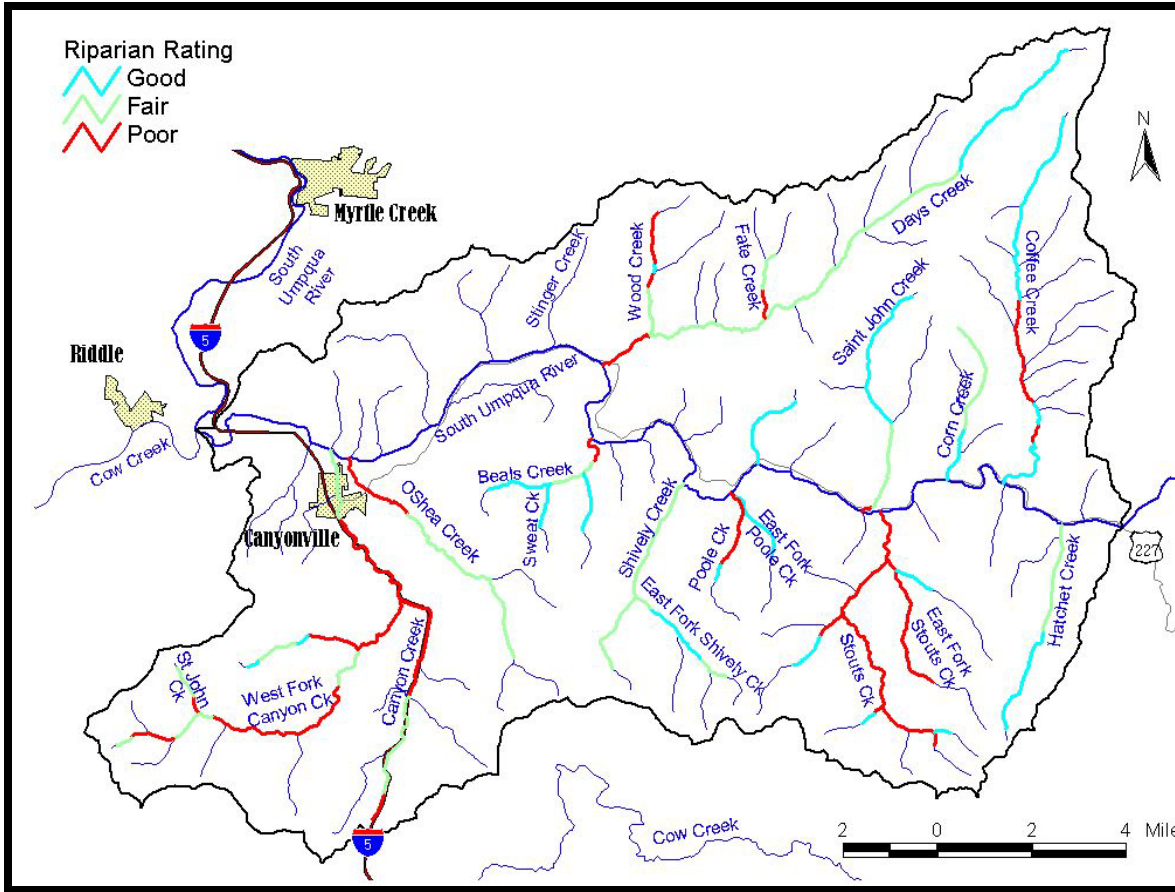 Riparian Rating
Good
Fair
Poor
N
Myrtle Creek
South
Umpqua
River
5
Riddle
Cow Creek
Stinger Creek
Wood Creek
Fate Creek
Days Creek
Coffee Creek
Saint John Creek
Corn Creek
South Umpqua River
Beals Creek
Sweat Ck
OShea Creek
Canyonville
Shively Creek
East Fork Shively Ck
Poole Ck
East Fork
Poole Ck
227
Hatchet Creek
East Fork
Stouts Ck
Stouts Ck
St John
Ck
West Fork
Canyon Ck
Canyon Creek
5
Cow Creek
2 0 2 4 Mile